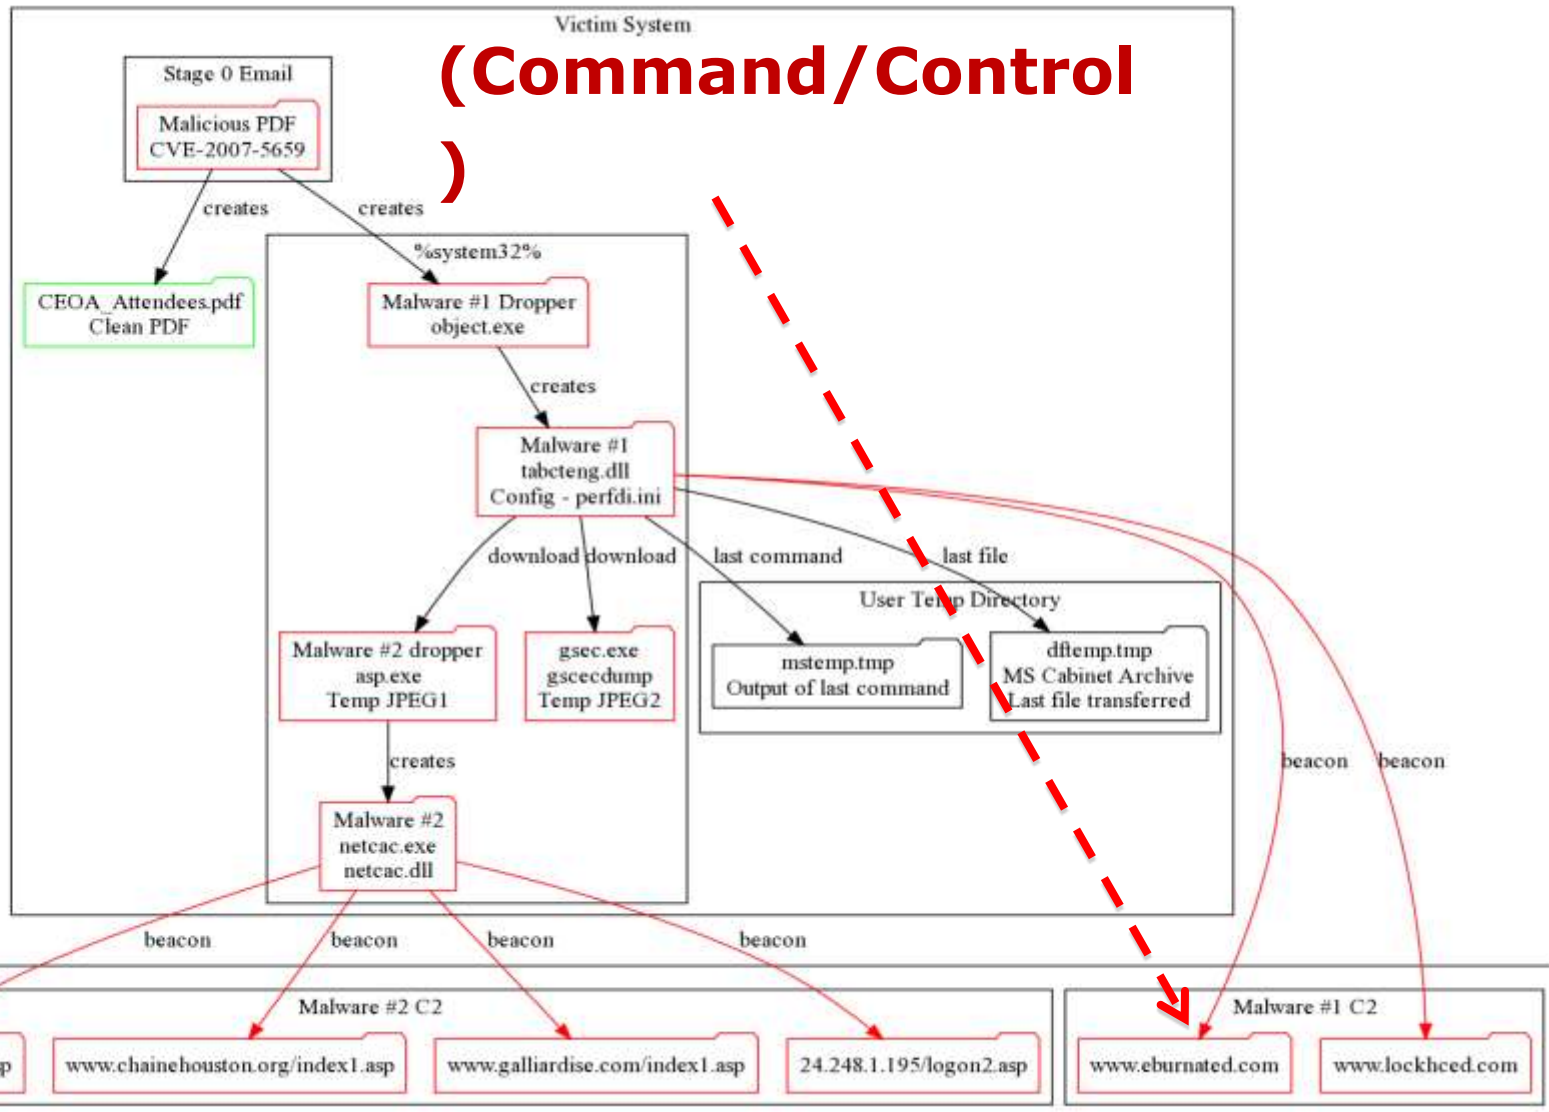 Victim System
(Command/Control
)
Stage 0 Email
Malicious PDF
CVE-2007-5659
creates
creates
%system32%
CEOA_Attendees.pdf
Clean PDF
Malware #1 Dropper
object.exe
creates
Malware #1
tabcteng.dll
Config - perfdi.ini
download
download
last command
last file
User Temp Directory
Malware #2 dropper
asp.exe
Temp JPEG1
gsec.exe
gscecdump
Temp JPEG2
mstemp.tmp
Output of last command
dftemp.tmp
MS Cabinet Archive
Last file transferred
creates
beacon
beacon
Malware #2
netcac.exe
netcac.dll
beacon
beacon
beacon
beacon
Malware #2 C2
Malware #1 C2
p
www.chainehouston.org/index1.asp
www.galliardise.com/index1.asp
24.248.1.195/logon2.asp
www.eburnated.com
www.lockhced.com